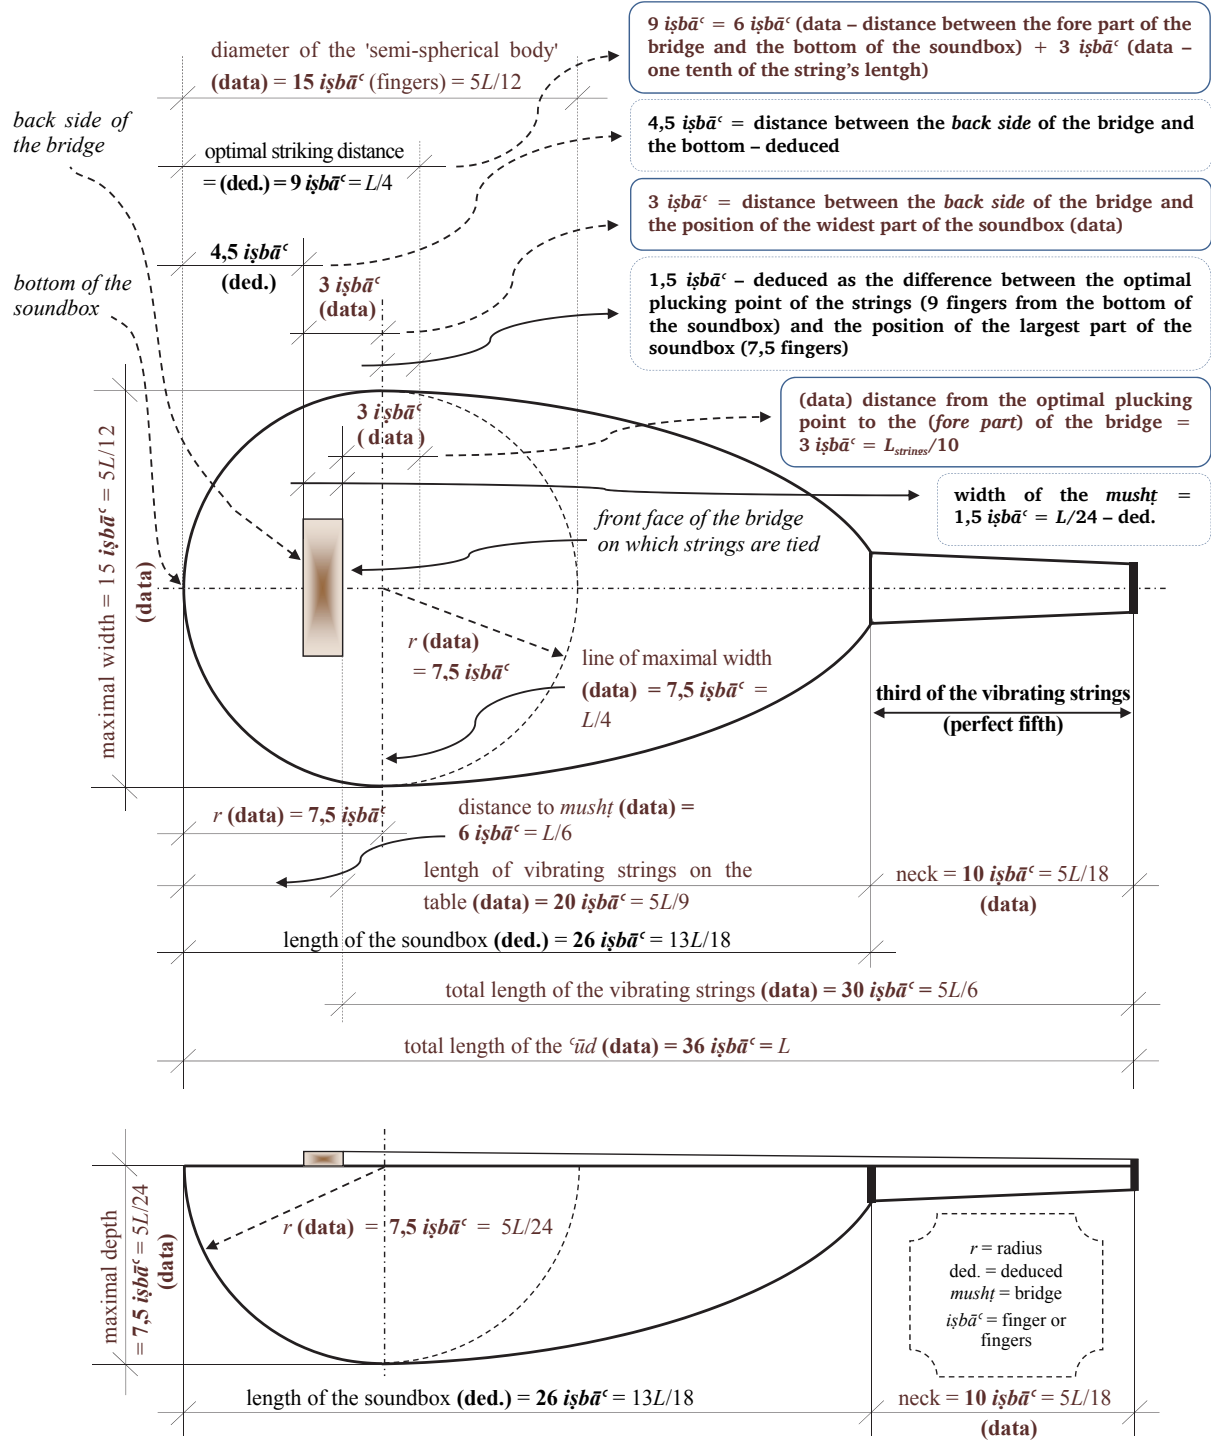 diameter of the 'semi-spherical body'
(data) = 15 iṣbāʿ (fingers) = 5L/12
9 iṣbāʿ = 6 iṣbāʿ (data – distance between the fore part of the
bridge and the bottom of the soundbox) + 3 iṣbāʿ (data –
one tenth of the string's lentgh)
back side of
the bridge
optimal striking distance
= (ded.) = 9 iṣbāʿ = L/4
4,5 iṣbāʿ = distance between the back side of the bridge and
the bottom – deduced
3 iṣbāʿ = distance between the back side of the bridge and
the position of the widest part of the soundbox (data)
4,5 iṣbāʿ
(ded.)
bottom of the
soundbox
3 iṣbāʿ
(data)
1,5 iṣbāʿ – deduced as the difference between the optimal
plucking point of the strings (9 fingers from the bottom of
the soundbox) and the position of the largest part of the
soundbox (7,5 fingers)
3 iṣbāʿ
(data)
(data) distance from the optimal plucking
point to the (fore part) of the bridge =
3 iṣbāʿ = Lstrings/10
width of the mushṭ =
1,5 iṣbāʿ = L/24 – ded.
front face of the bridge
on which strings are tied
maximal width = 15 iṣbāʿ = 5L/12
(data)
r (data)
= 7,5 iṣbāʿ
line of maximal width
(data) = 7,5 iṣbāʿ =
L/4
third of the vibrating strings
(perfect fifth)
r (data) = 7,5 iṣbāʿ
distance to mushṭ (data) =
6 iṣbāʿ = L/6
lentgh of vibrating strings on the
table (data) = 20 iṣbāʿ = 5L/9
neck = 10 iṣbāʿ = 5L/18
(data)
length of the soundbox (ded.) = 26 iṣbāʿ = 13L/18
total length of the vibrating strings (data) = 30 iṣbāʿ = 5L/6
total length of the ʿūd (data) = 36 iṣbāʿ = L
maximal depth
= 7,5 iṣbāʿ = 5L/24
(data)
r (data) = 7,5 iṣbāʿ = 5L/24
r = radius
ded. = deduced
mushṭ = bridge
iṣbāʿ = finger or
fingers
length of the soundbox (ded.) = 26 iṣbāʿ = 13L/18
neck = 10 iṣbāʿ = 5L/18
(data)